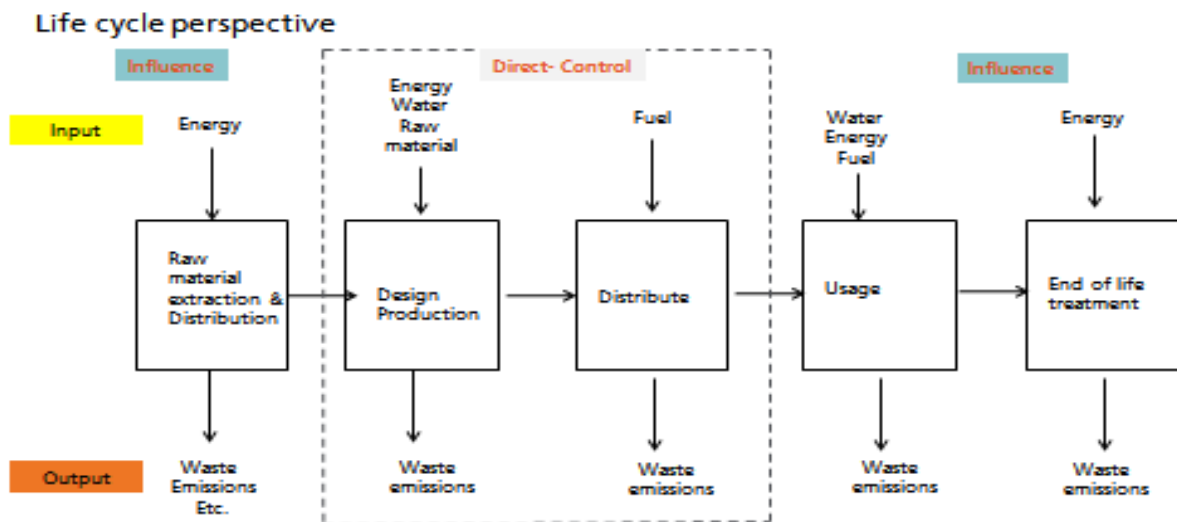 Life cycle perspective
Influence
Direct- Control
Influence
Input
Energy
Energy
Water
Raw
material
Fuel
Water
Energy
Fuel
Energy
Raw
material
extraction &
Distribution
Design
Production
Distribute
Usage
End of life
treatment
Output
Waste
Emissions
Etc.
Waste
emissions
Waste
emissions
Waste
emissions
Waste
emissions